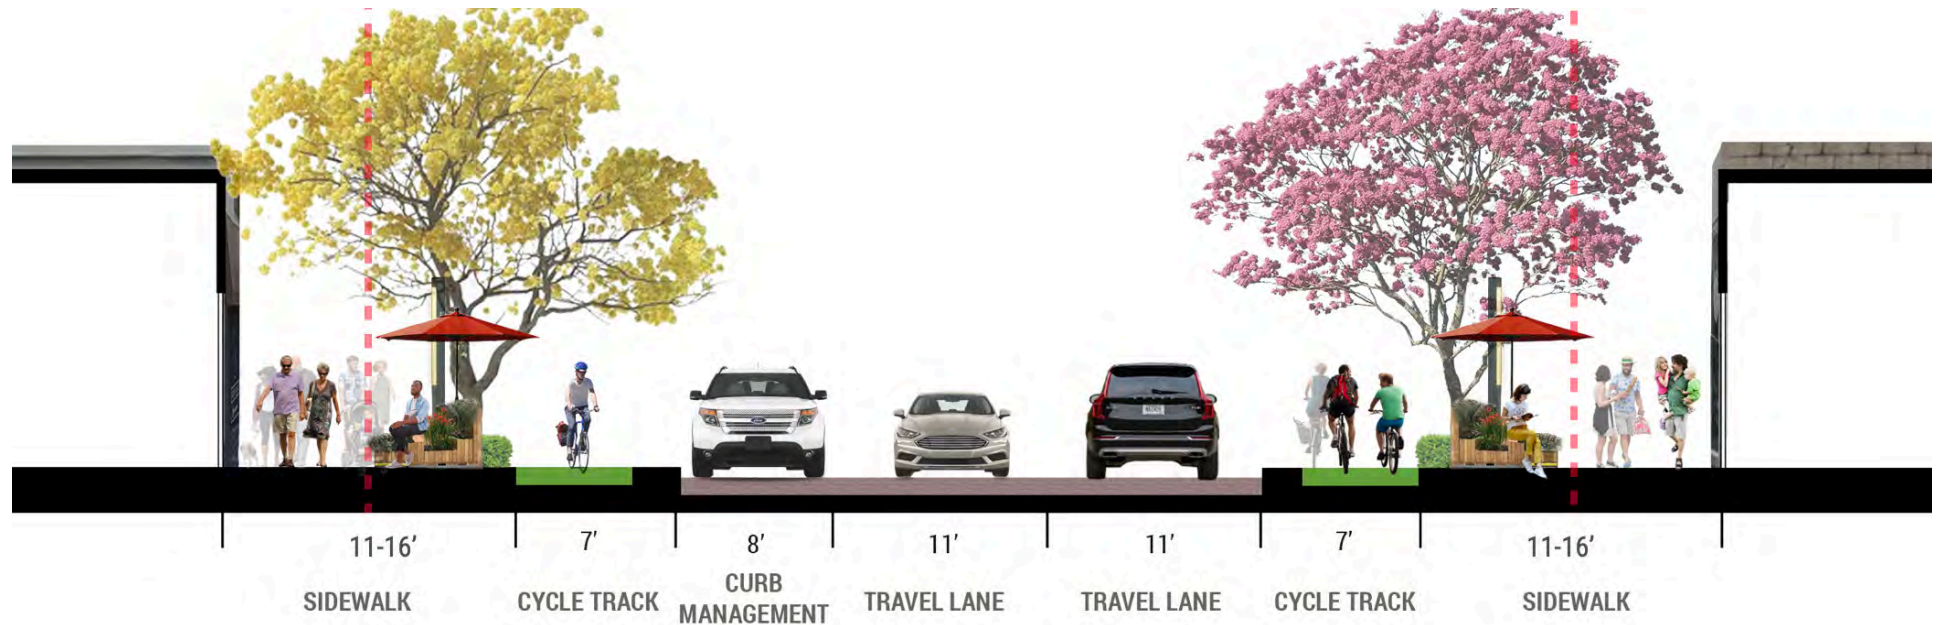 11-16’
7’
8’
11’
11’
7’
11-16’
SIDEWALK
CYCLE TRACK
CURB
MANAGEMENT
TRAVEL LANE
TRAVEL LANE
CYCLE TRACK
SIDEWALK